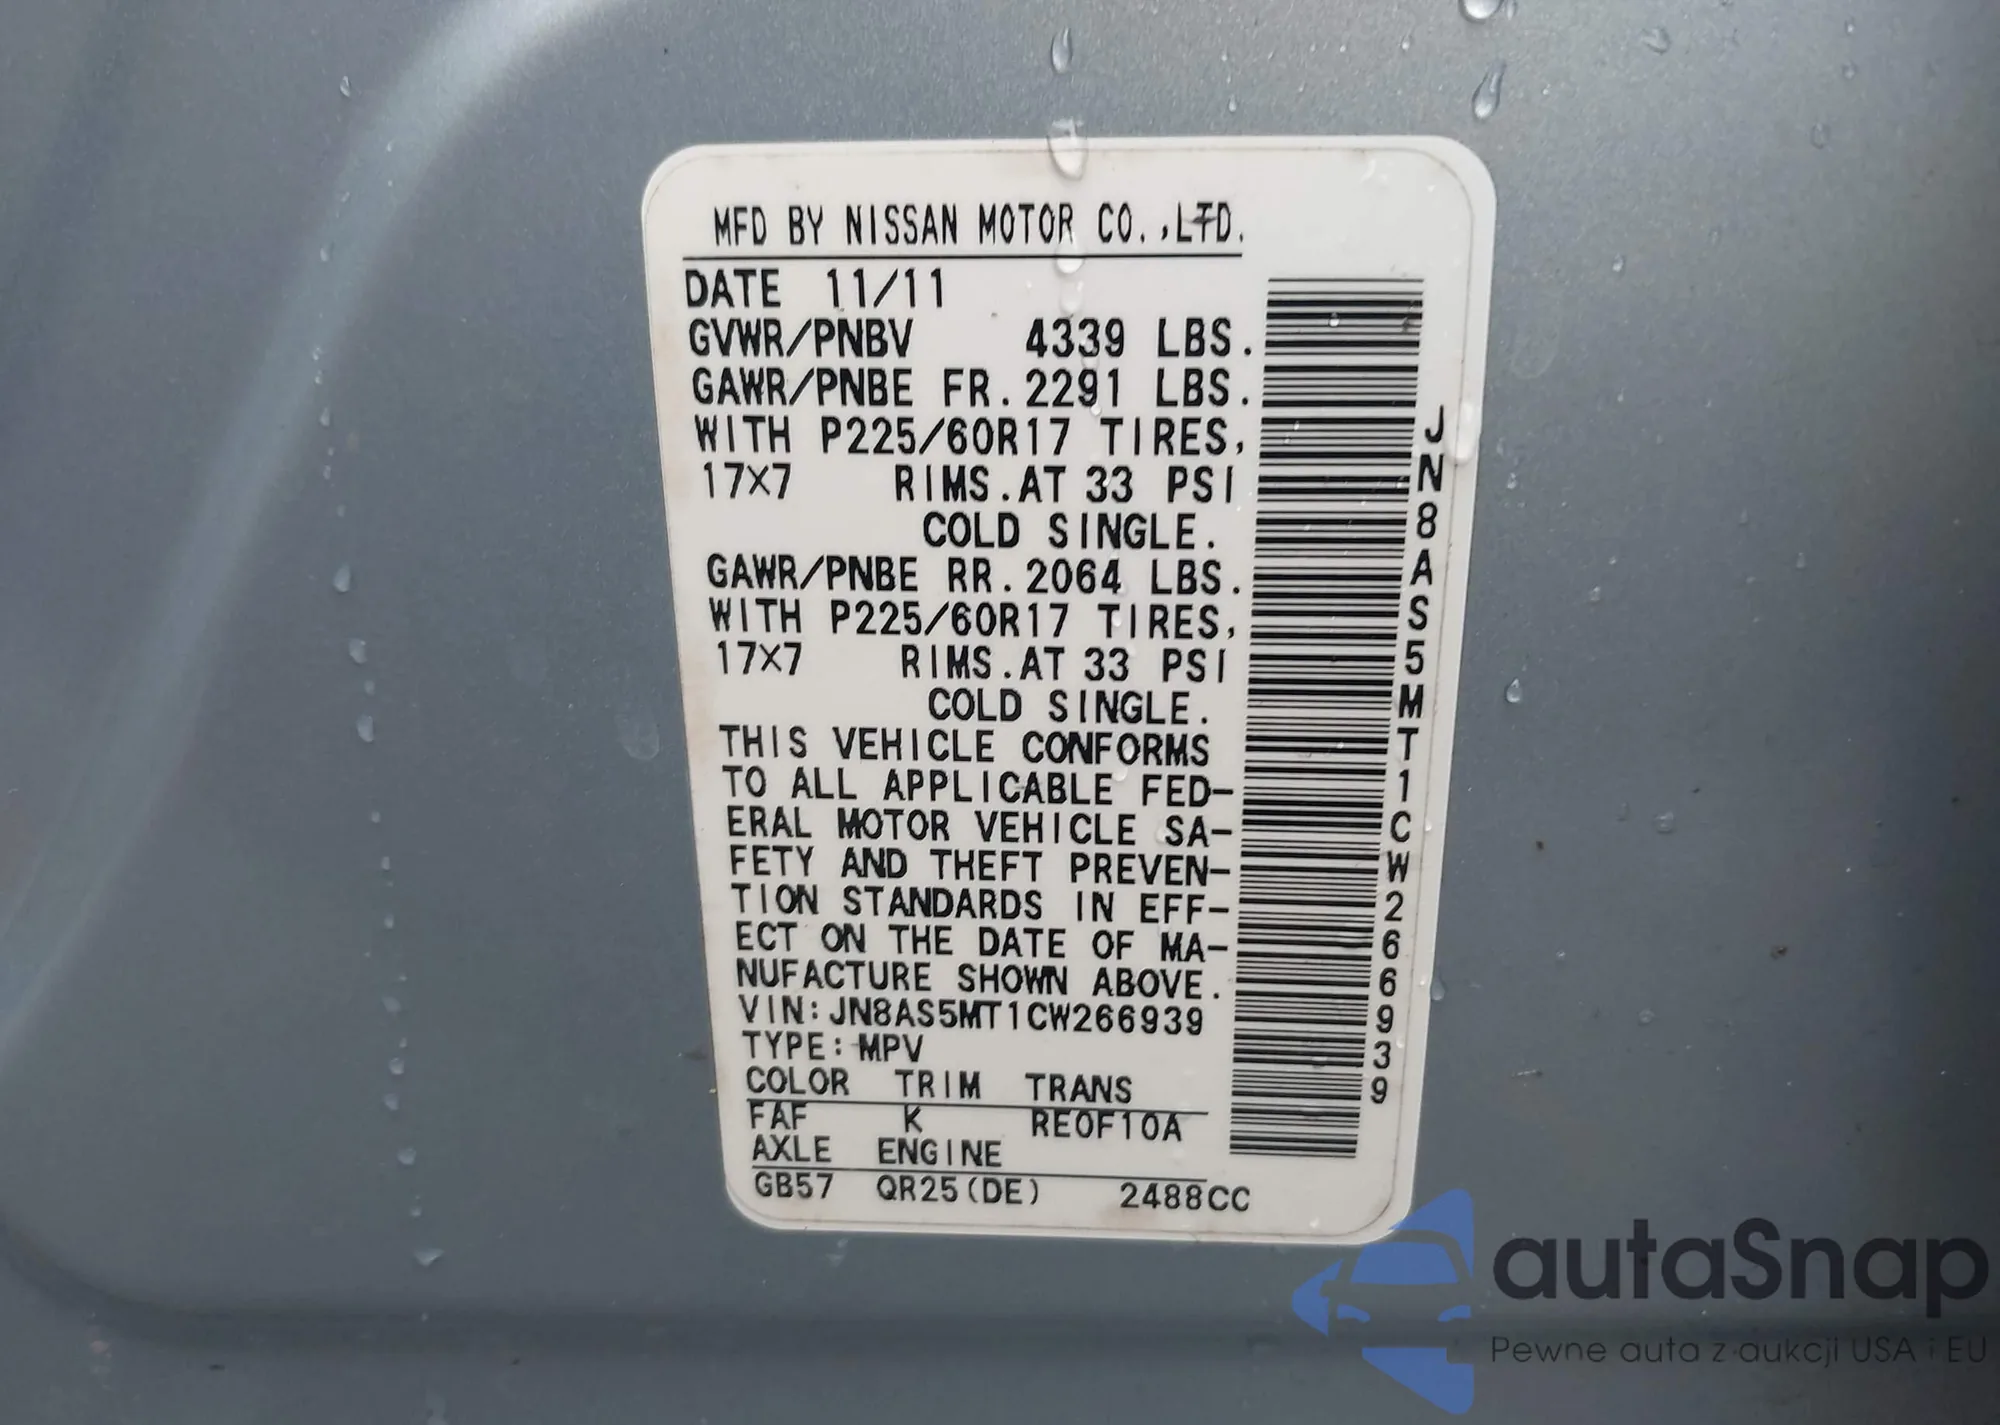 MFD BY NISSAN MOTOR CO.,LTD.
DATE 11/11
GVWR/PNBV 4339 LBS.
GAWR/PNBE FR.2291 LBS.
WITH P225/60R17 TIRES,
17X7 RIMS.AT 33 PSI
COLD SINGLE.
GAWR/PNBE RR.2064 LBS.
WITH P225/60R17 TIRES,
17X7 RIMS.AT 33 PSI
COLD SINGLE.
THIS VEHICLE CONFORMS
TO ALL APPLICABLE FED-
ERAL MOTOR VEHICLE SA-
FETY AND THEFT PREVEN-
TION STANDARDS IN EFF-
ECT ON THE DATE OF MA-
NUFACTURE SHOWN ABOVE.
VIN:JN8AS5MT1CW266939
TYPE:MPV
COLOR TRIM TRANS
FAF K RE0F10A
AXLE ENGINE
GB57 QR25(DE) 2488CC
JN8AS5MT1CW266939
autaSnap
Pewne auta z aukcji USA i EU